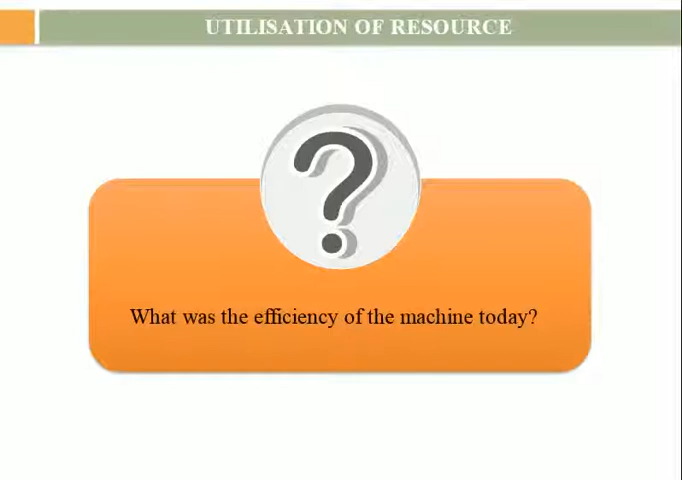 UTILISATION OF RESOURCE
?
What was the efficiency of the machine today?